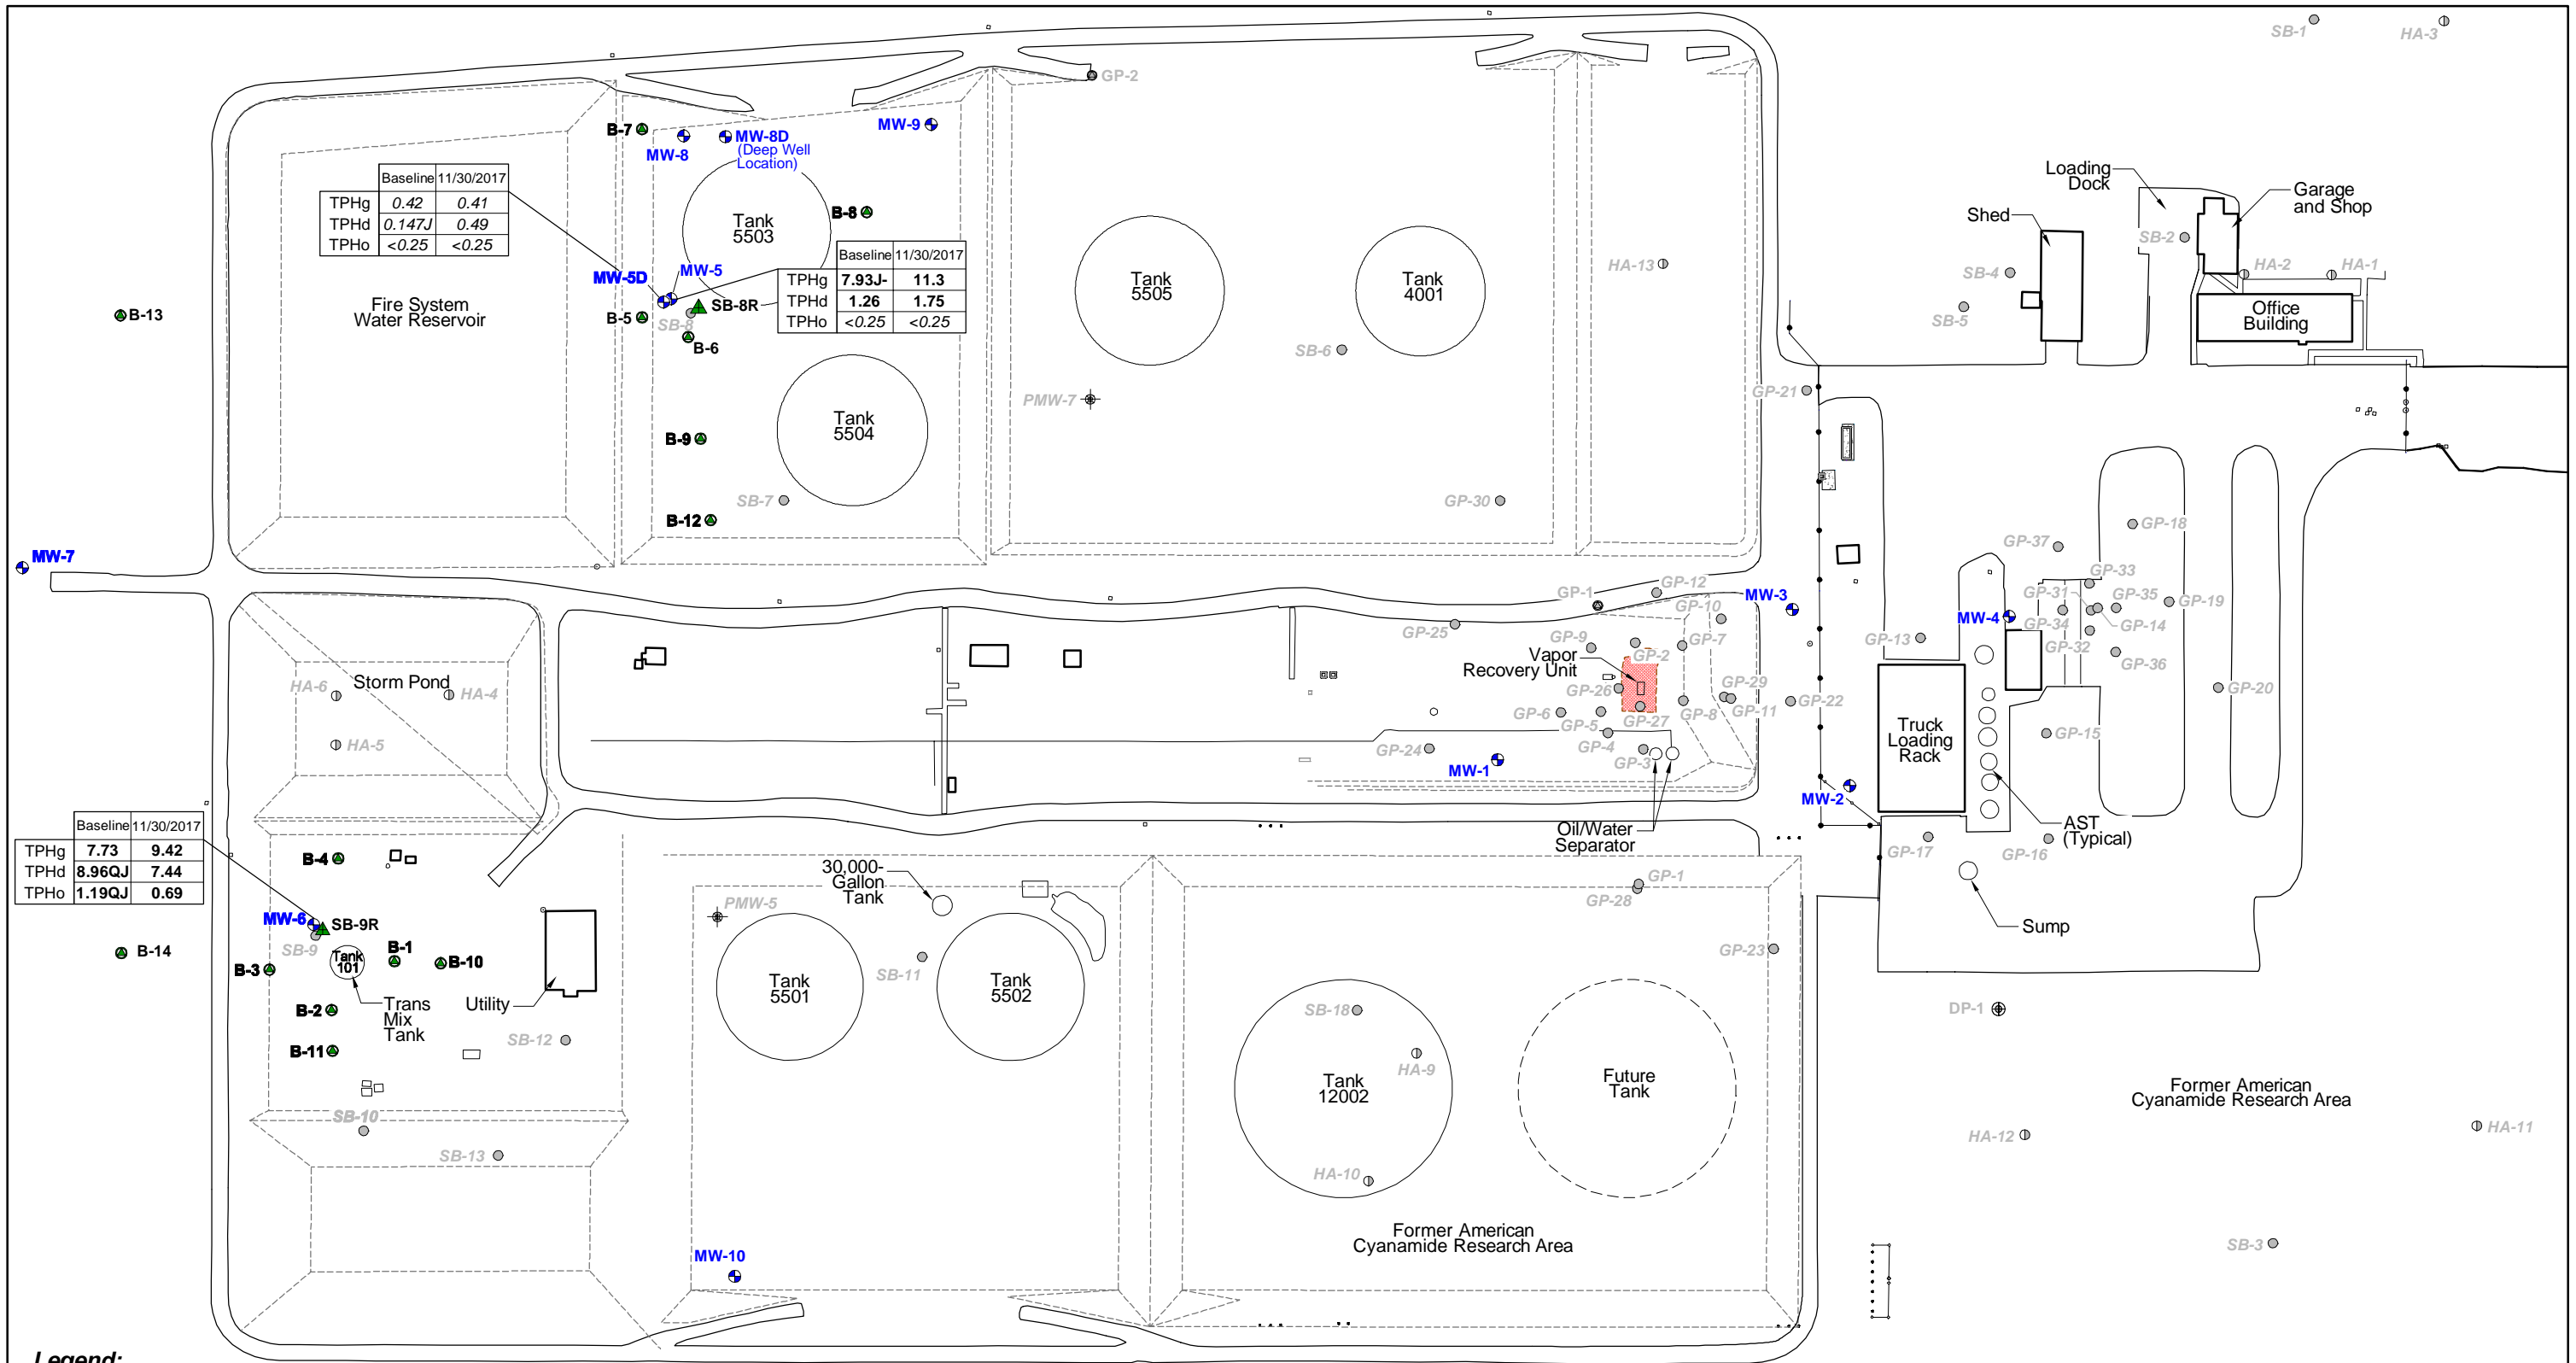 SB-1
HA-3
GP-2
B-7
MW-8
MW-8D
(Deep Well
Location)
MW-9
Baseline 11/30/2017
TPHg 0.42 0.41
TPHd 0.147J 0.49
TPHo <0.25 <0.25
Tank
5503
B-8
Loading
Dock
Garage
and Shop
Shed
SB-2
SB-4
HA-2
HA-1
SB-5
Office
Building
HA-13
MW-5D
MW-5
Baseline 11/30/2017
TPHg 7.93J- 11.3
TPHd 1.26 1.75
TPHo <0.25 <0.25
SB-8R
B-5
SB-8
B-6
B-13
Fire System
Water Reservoir
Tank
5505
Tank
4001
SB-6
PMW-7
GP-21
Tank
5504
B-9
SB-7
B-12
GP-30
GP-18
GP-37
MW-7
GP-33
GP-12
GP-1
GP-10
MW-3
GP-31
GP-35
GP-19
MW-4
GP-34
GP-14
GP-25
GP-9
GP-7
GP-13
GP-32
GP-2
GP-36
Vapor
Recovery Unit
Storm Pond
HA-6
HA-4
GP-26
GP-29
GP-20
GP-6
GP-5
GP-27
GP-8
GP-11
GP-22
HA-5
GP-24
GP-4
GP-3
MW-1
Truck
Loading
Rack
GP-15
MW-2
Baseline 11/30/2017
TPHg 7.73 9.42
TPHd 8.96QJ 7.44
TPHo 1.19QJ 0.69
Oil/Water
Separator
AST
(Typical)
GP-17
GP-16
B-4
30,000-
Gallon
Tank
GP-1
GP-28
PMW-5
MW-6
SB-9R
SB-9
Sump
B-14
B-1
B-10
B-3
Tank
101
SB-11
GP-23
Tank
5501
Tank
5502
Trans
Mix
Tank
Utility
B-2
SB-18
DP-1
B-11
SB-12
HA-9
Tank
12002
Future
Tank
Former American
Cyanamide Research Area
SB-10
HA-12
HA-11
SB-13
HA-10
Former American
Cyanamide Research Area
SB-3
MW-10
Legend: